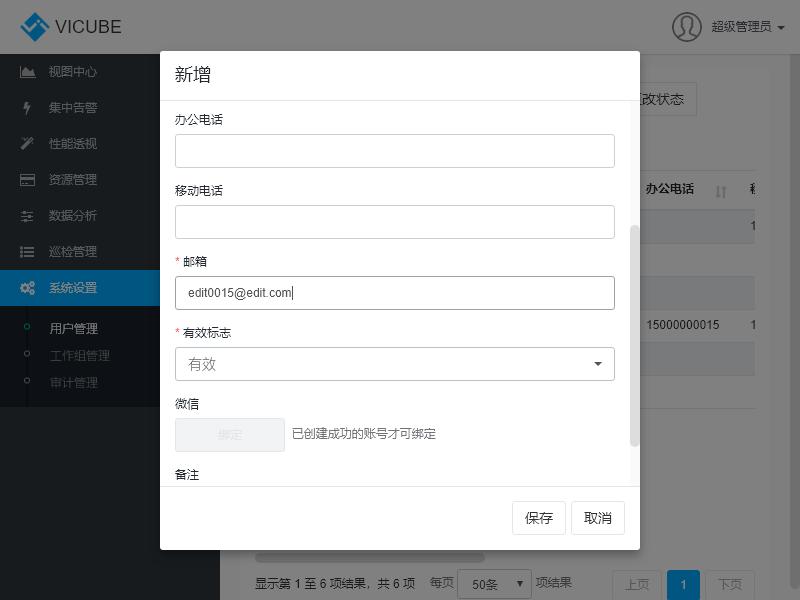 VICUBE
超级管理员
视图中心
集中告警
性能透视
资源管理
数据分析
巡检管理
系统设置
用户管理
工作组管理
审计管理
改状态
办公电话
15000000015
新增
办公电话
移动电话
* 邮箱
edit0015@edit.com
* 有效标志
有效
微信
绑定
已创建成功的账号才可绑定
备注
保存
取消
显示第 1 至 6 项结果，共 6 项
每页
50条
项结果
上页
1
下页